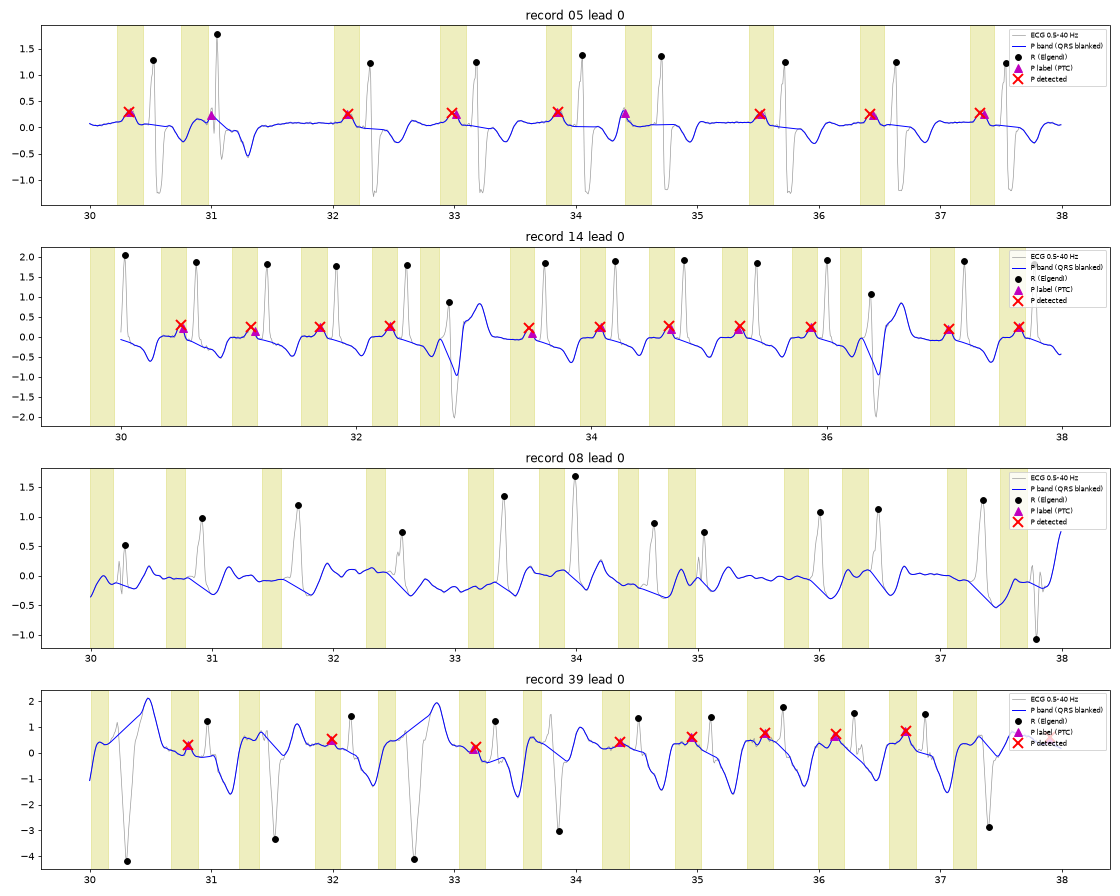 record 05 lead 0
ECG 0.5-40 Hz
P band (QRS blanked)
R (Elgendi)
P label (PTC)
P detected
1.5
1.0
0.5
0.0
−0.5
−1.0
30 31 32 33 34 35 36 37 38
record 14 lead 0
ECG 0.5-40 Hz
P band (QRS blanked)
R (Elgendi)
P label (PTC)
P detected
2.0
1.5
1.0
0.5
0.0
−0.5
−1.0
−1.5
−2.0
30 32 34 36 38
record 08 lead 0
ECG 0.5-40 Hz
P band (QRS blanked)
R (Elgendi)
P label (PTC)
P detected
1.5
1.0
0.5
0.0
−0.5
−1.0
30 31 32 33 34 35 36 37 38
record 39 lead 0
ECG 0.5-40 Hz
P band (QRS blanked)
R (Elgendi)
P label (PTC)
P detected
2
1
0
−1
−2
−3
−4
30 31 32 33 34 35 36 37 38